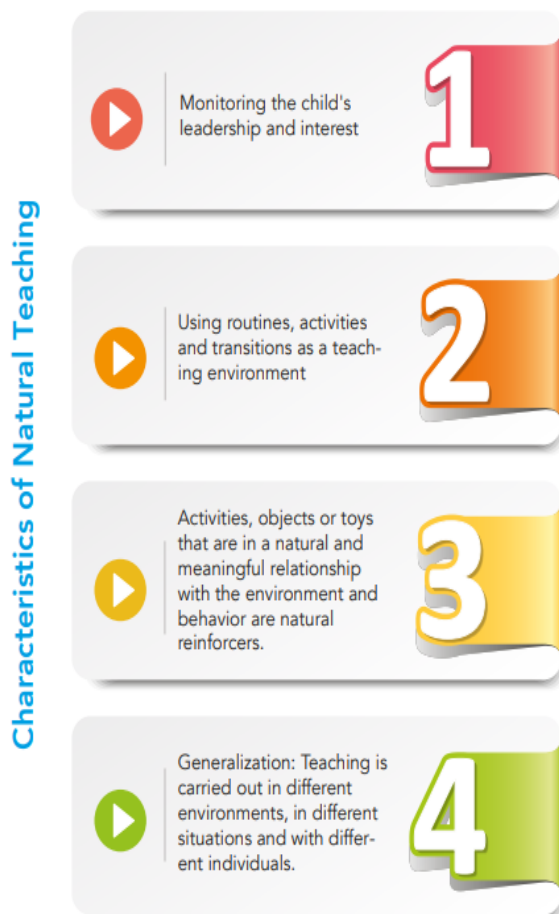 Characteristics of Natural Teaching
Monitoring the child's
leadership and interest
1
Using routines, activities
and transitions as a teach-
ing environment
2
Activities, objects or toys
that are in a natural and
meaningful relationship
with the environment and
behavior are natural
reinforcers.
3
Generalization: Teaching is
carried out in different
environments, in different
situations and with differ-
ent individuals.
4